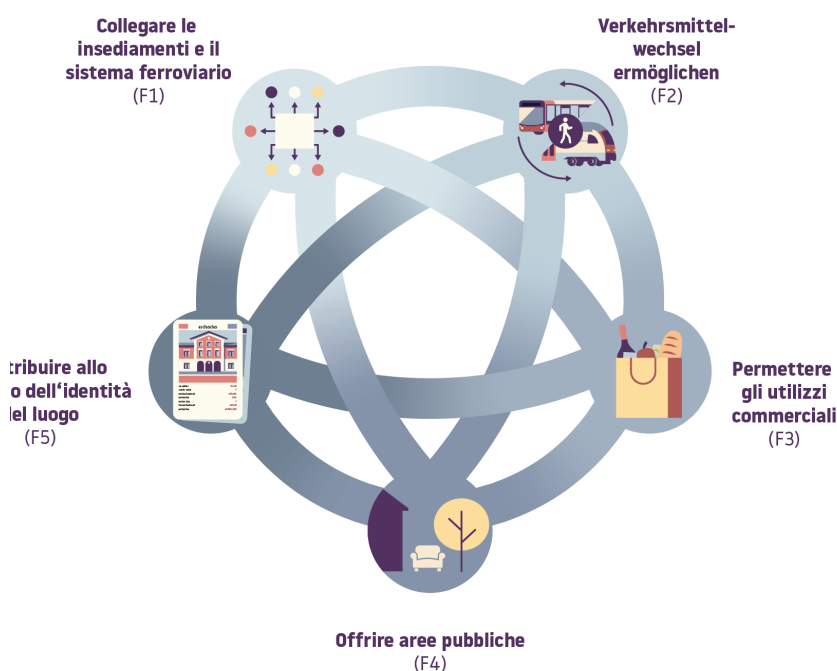 Collegare le
insediamenti e il
sistema ferroviario
(F1)
Verkehrsmittel-
wechsel
ermöglichen
(F2)
tribuire allo
o dell‘identità
del luogo
(F5)
Permettere
gli utilizzi
commerciali
(F3)
Offrire aree pubbliche
(F4)